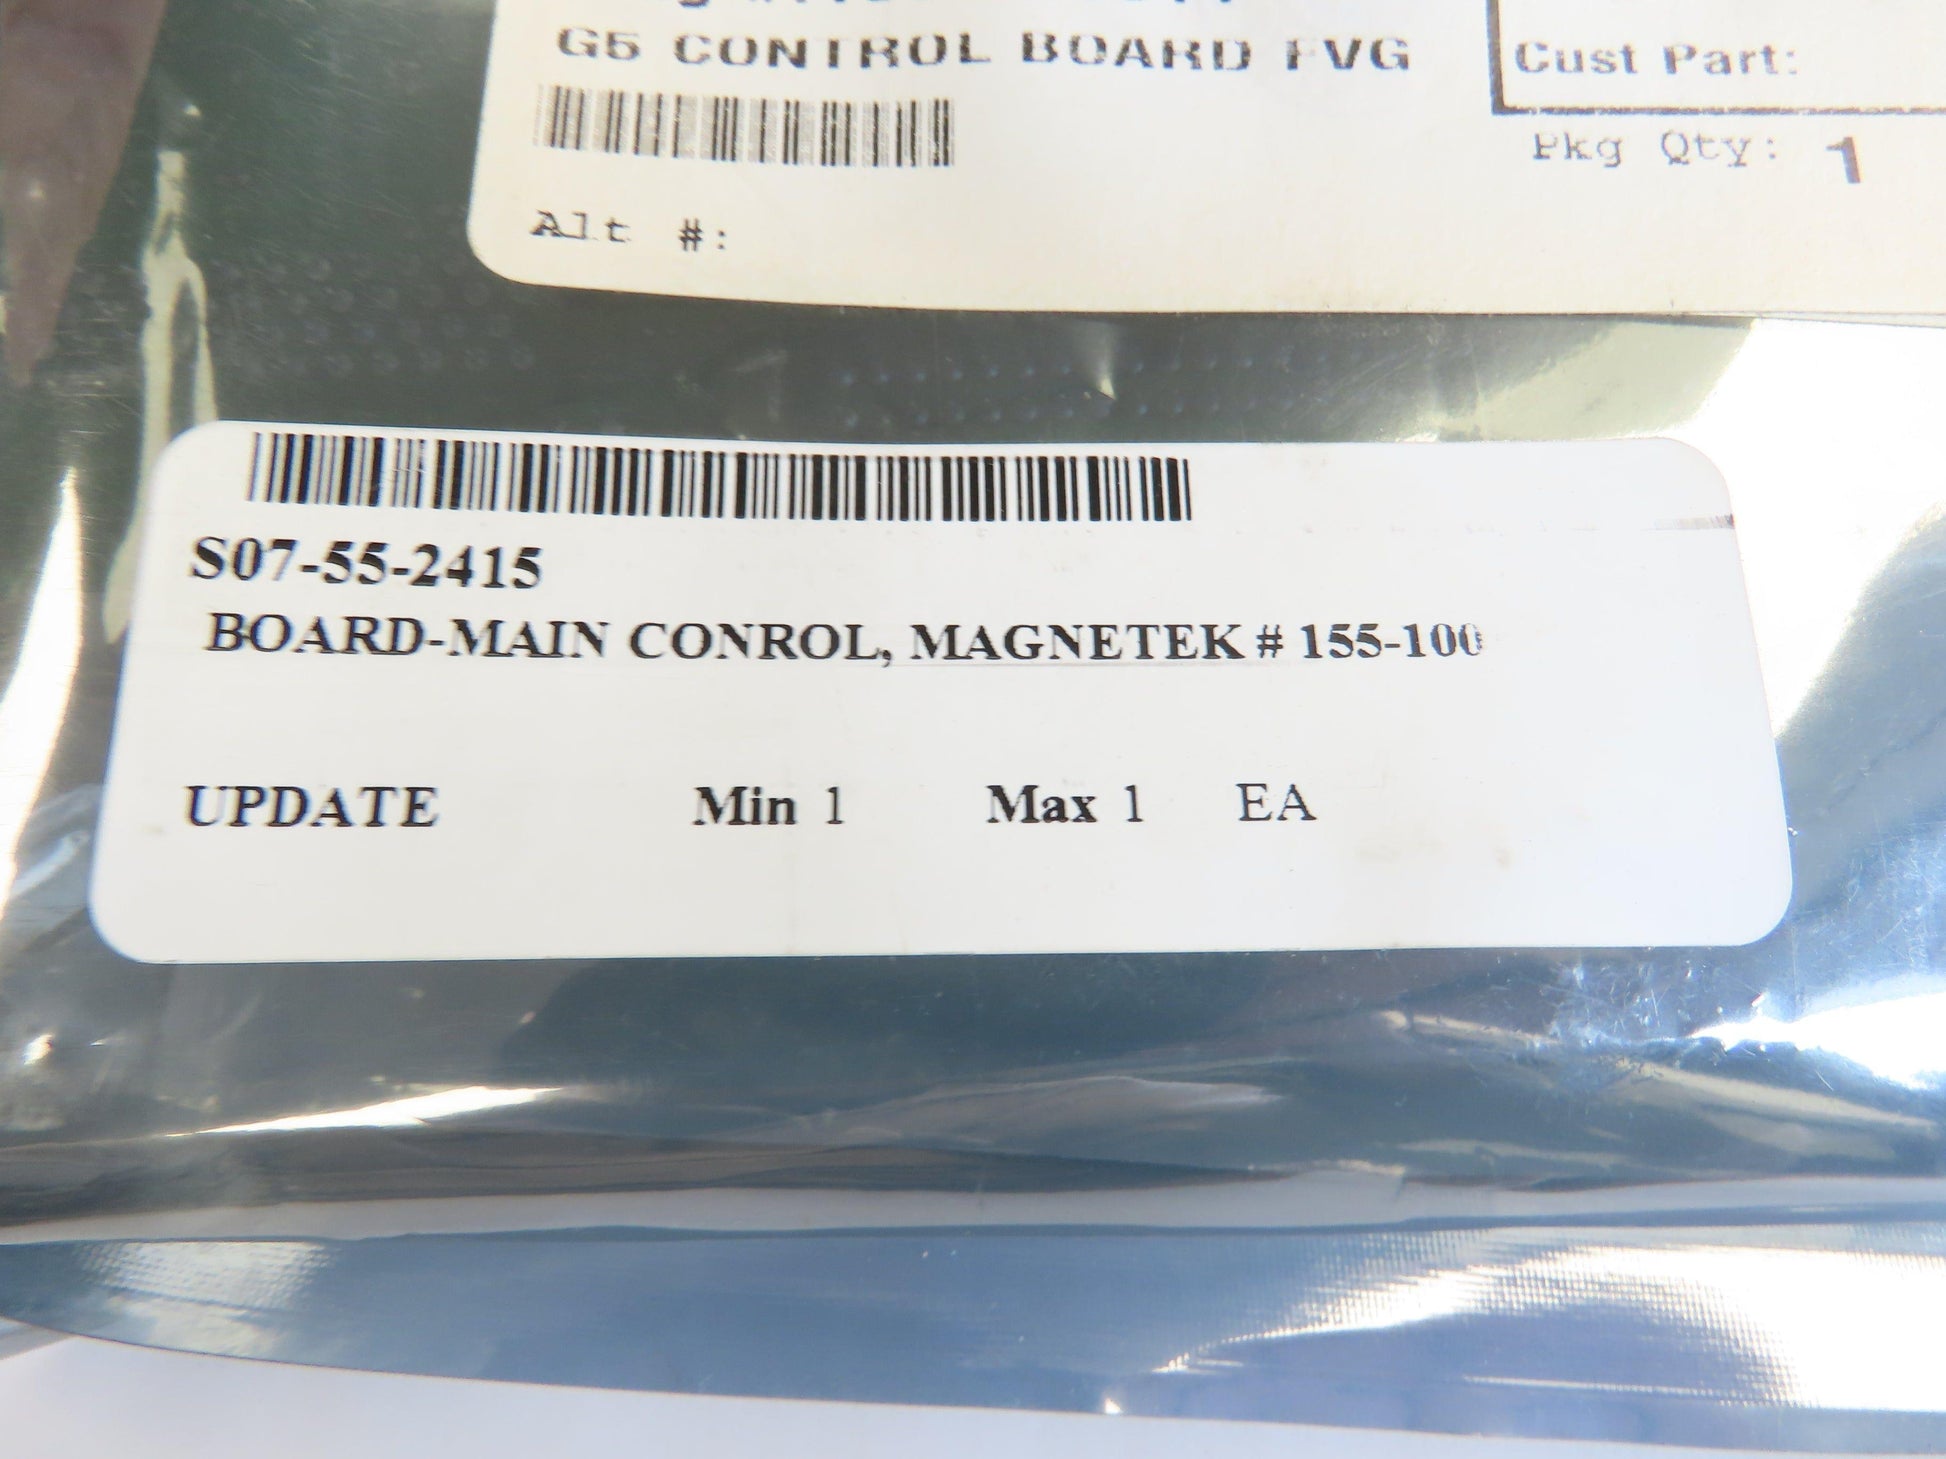 G5 CONTROL BOARD FVG
Cust Part:
Pkg Qty: 1
Alt #:
S07-55-2415
BOARD-MAIN CONROL, MAGNETEK # 155-100
UPDATE Min 1 Max 1 EA